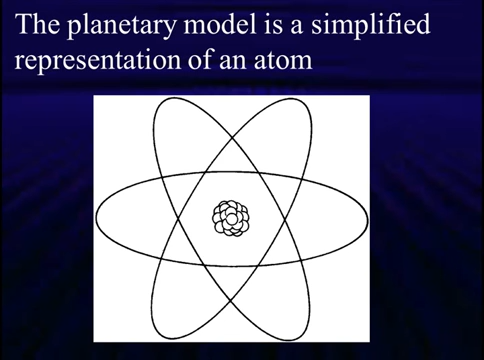 The planetary model is a simplified
representation of an atom